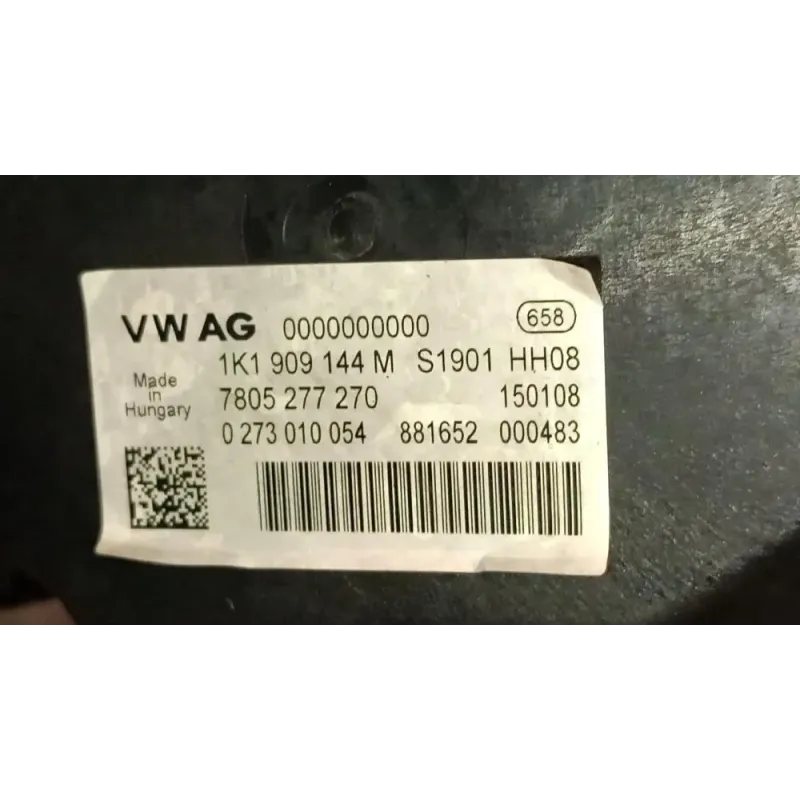 VW AG 0000000000 658
1K1 909 144 M S1901 HH08
Made in Hungary
7805 277 270 150108
0 273 010 054 881652 000483